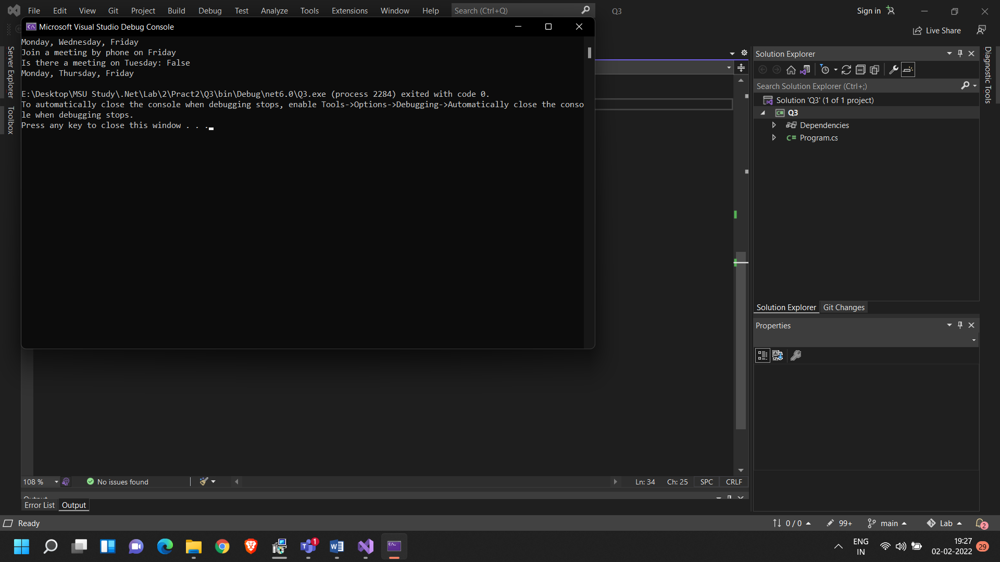 File Edit View Git Project Build Debug Test Analyze Tools Extensions Window Help Search (Ctrl+Q) Q3 Sign in
Microsoft Visual Studio Debug Console
Live Share
Monday, Wednesday, Friday
Join a meeting by phone on Friday
Is there a meeting on Tuesday: False
Monday, Thursday, Friday
E:\Desktop\MSU Study\.Net\Lab\2\Pract2\Q3\bin\Debug\net6.0\Q3.exe (process 2284) exited with code 0.
To automatically close the console when debugging stops, enable Tools->Options->Debugging->Automatically close the conso
le when debugging stops.
Press any key to close this window . . .
Server Explorer
Toolbox
Solution Explorer
Search Solution Explorer (Ctrl+;)
Solution 'Q3' (1 of 1 project)
C# Q3
Dependencies
C# Program.cs
Diagnostic Tools
Solution Explorer Git Changes
Properties
108 % No issues found Ln: 34 Ch: 25 SPC CRLF
Output
Error List Output
Ready 0 / 0 99+ main Lab 2
1
ENG
IN
19:27
02-02-2022
29